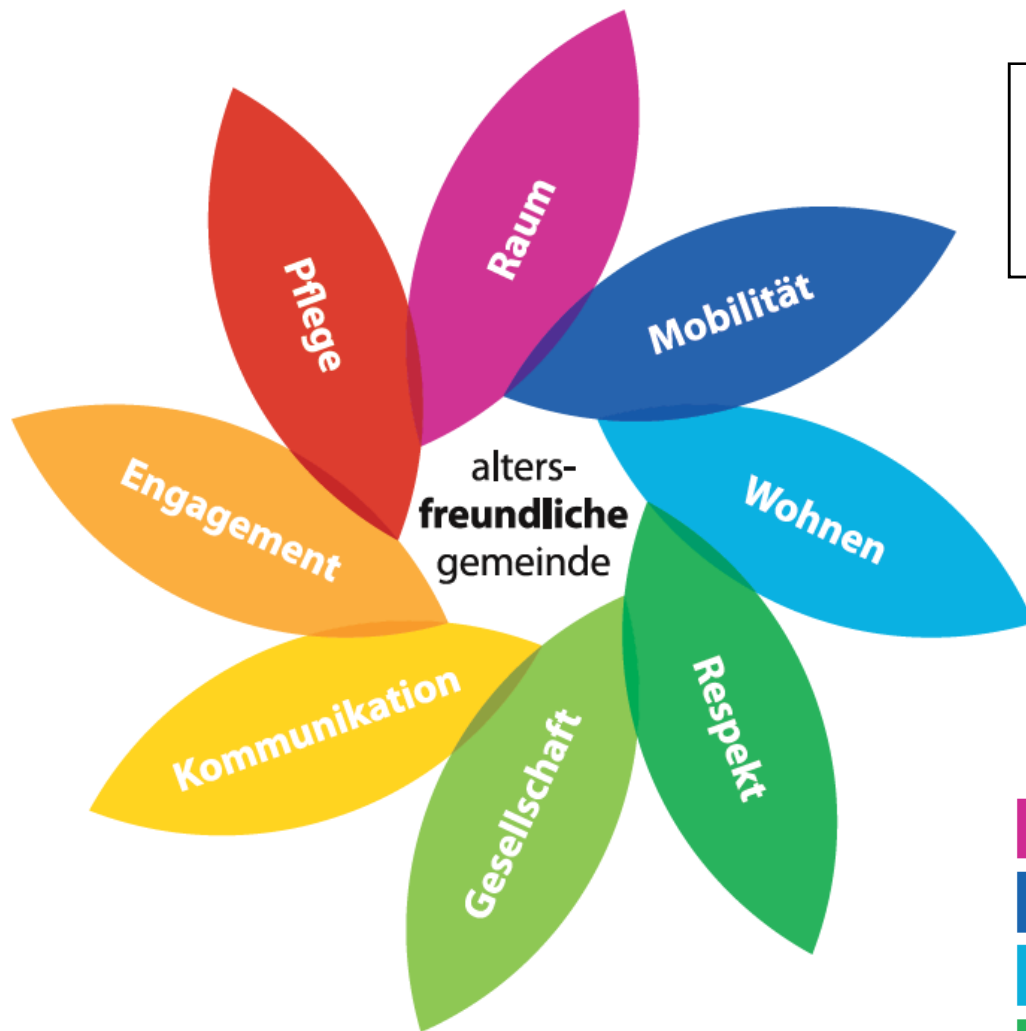 Raum
Mobilität
Wohnen
Respekt
Gesellschaft
Kommunikation
Engagement
Pflege
alters-
freundliche
gemeinde